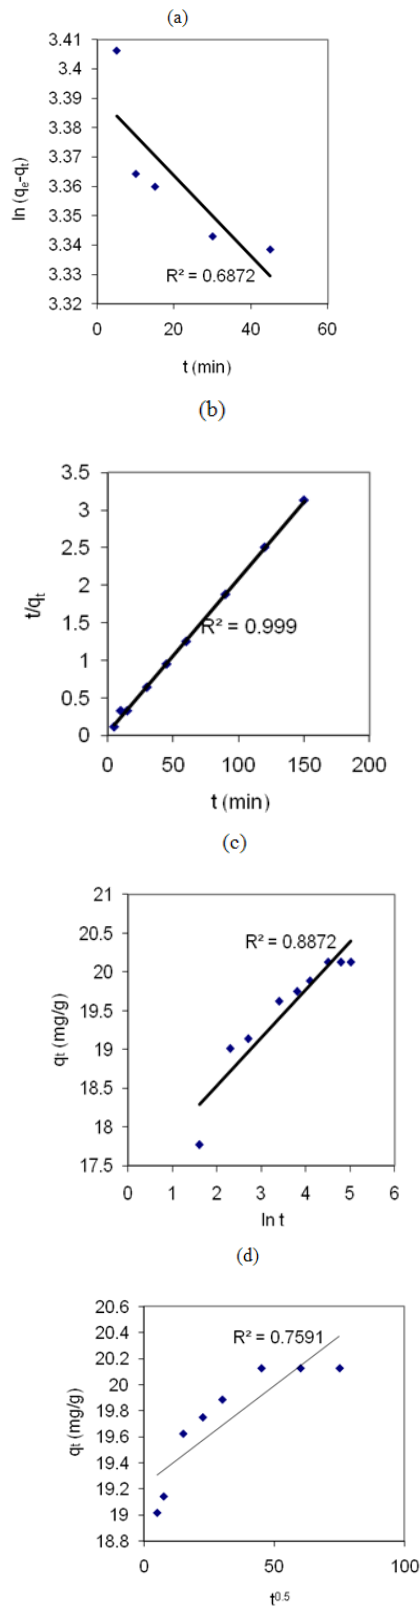 (a)
3.41
3.4
3.39
3.38
3.37
3.36
3.35
3.34
3.33
3.32
ln (qe-qt)
R² = 0.6872
0 20 40 60
t (min)
(b)
3.5
3
2.5
2
1.5
1
0.5
0
t/qt
R² = 0.999
0 50 100 150 200
t (min)
(c)
21
20.5
20
19.5
19
18.5
18
17.5
qt (mg/g)
R² = 0.8872
0 1 2 3 4 5 6
ln t
(d)
20.6
20.4
20.2
20
19.8
19.6
19.4
19.2
19
18.8
qt (mg/g)
R² = 0.7591
0 50 100
t0.5